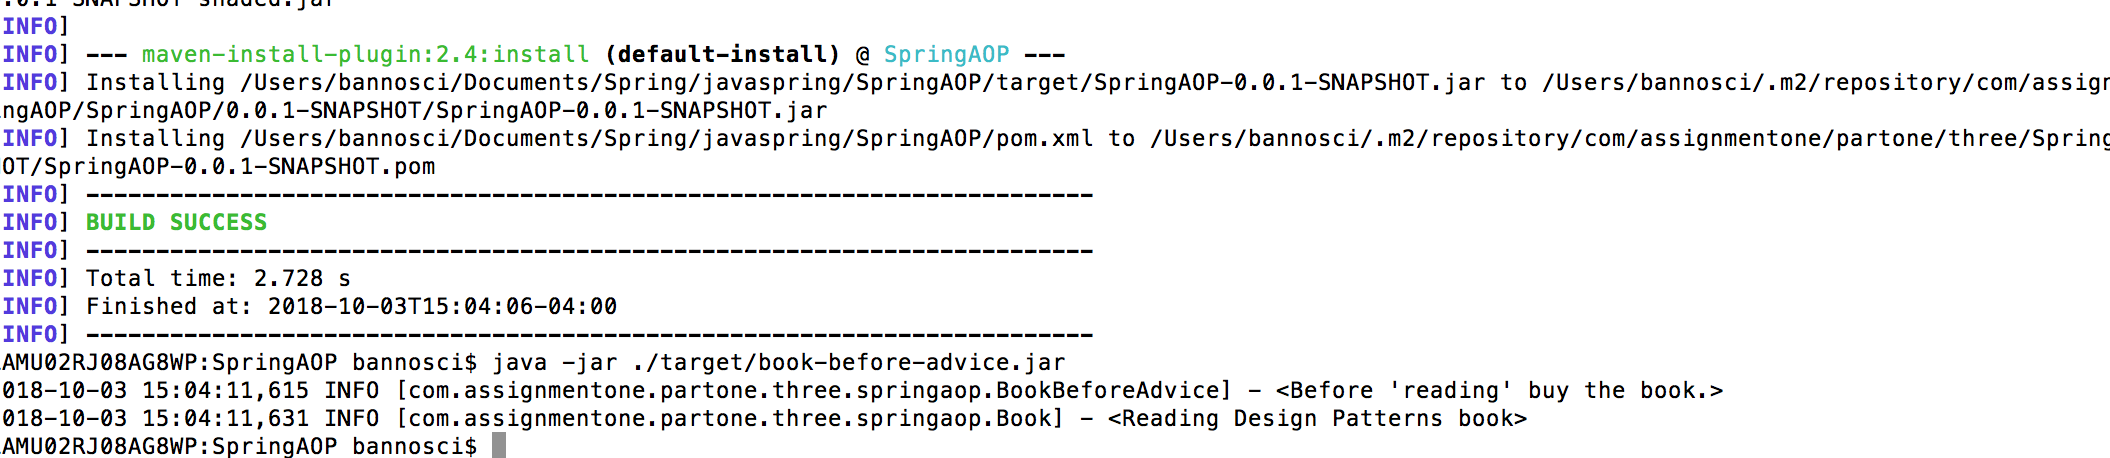 .0.1-SNAPSHOT-shaded.jar
INFO]
INFO] --- maven-install-plugin:2.4:install (default-install) @ SpringAOP ---
INFO] Installing /Users/bannosci/Documents/Spring/javaspring/SpringAOP/target/SpringAOP-0.0.1-SNAPSHOT.jar to /Users/bannosci/.m2/repository/com/assign
ngAOP/SpringAOP/0.0.1-SNAPSHOT/SpringAOP-0.0.1-SNAPSHOT.jar
INFO] Installing /Users/bannosci/Documents/Spring/javaspring/SpringAOP/pom.xml to /Users/bannosci/.m2/repository/com/assignmentone/partone/three/Spring
OT/SpringAOP-0.0.1-SNAPSHOT.pom
INFO] ------------------------------------------------------------------------
INFO] BUILD SUCCESS
INFO] ------------------------------------------------------------------------
INFO] Total time: 2.728 s
INFO] Finished at: 2018-10-03T15:04:06-04:00
INFO] ------------------------------------------------------------------------
AMU02RJ08AG8WP:SpringAOP bannosci$ java -jar ./target/book-before-advice.jar
018-10-03 15:04:11,615 INFO [com.assignmentone.partone.three.springaop.BookBeforeAdvice] - <Before 'reading' buy the book.>
018-10-03 15:04:11,631 INFO [com.assignmentone.partone.three.springaop.Book] - <Reading Design Patterns book>
AMU02RJ08AG8WP:SpringAOP bannosci$